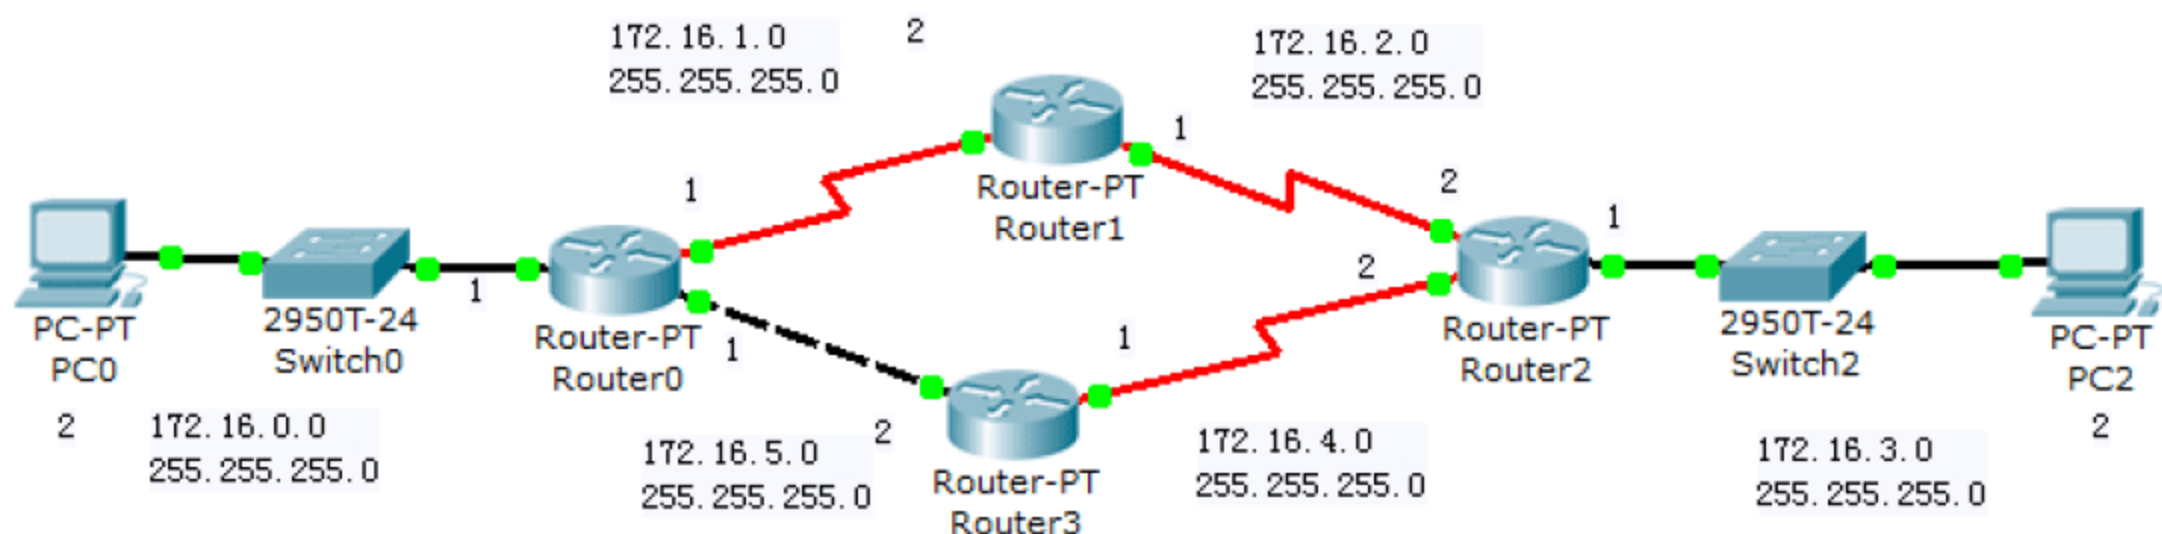 172.16.1.0
255.255.255.0
2
172.16.2.0
255.255.255.0
1
Router-PT
Router1
1
2
2
1
1
PC-PT
PC0
2
2950T-24
Switch0
172.16.0.0
255.255.255.0
1
Router-PT
Router0
1
172.16.5.0
255.255.255.0
2
Router-PT
Router3
172.16.4.0
255.255.255.0
Router-PT
Router2
2950T-24
Switch2
172.16.3.0
255.255.255.0
PC-PT
PC2
2